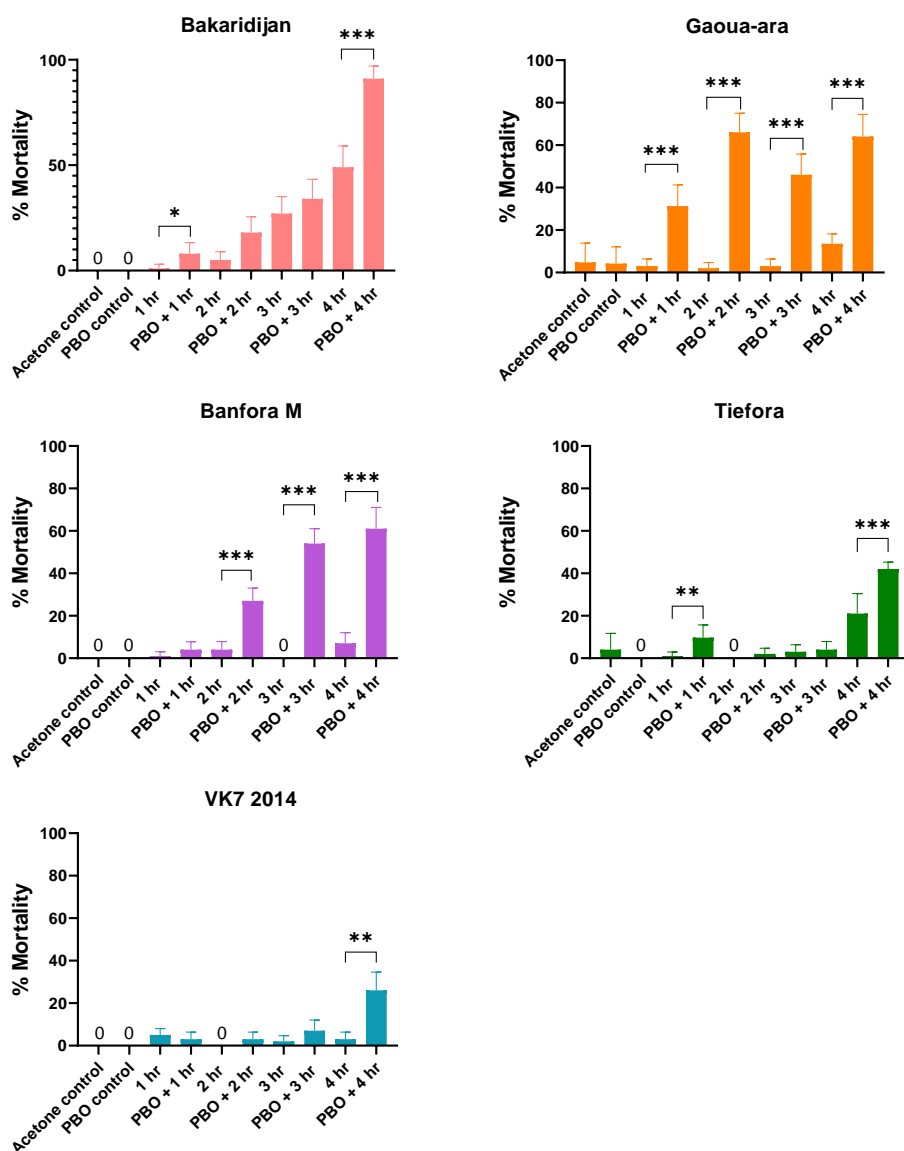 Bakaridijan
% Mortality
100
50
0
0
0
*
***
Acetone control
PBO control
1 hr
PBO + 1 hr
2 hr
PBO + 2 hr
3 hr
PBO + 3 hr
4 hr
PBO + 4 hr
Gaoua-ara
% Mortality
100
80
60
40
20
0
***
***
***
***
Acetone control
PBO control
1 hr
PBO + 1 hr
2 hr
PBO + 2 hr
3 hr
PBO + 3 hr
4 hr
PBO + 4 hr
Banfora M
% Mortality
100
80
60
40
20
0
0
0
***
***
0
***
Acetone control
PBO control
1 hr
PBO + 1 hr
2 hr
PBO + 2 hr
3 hr
PBO + 3 hr
4 hr
PBO + 4 hr
Tiefora
% Mortality
100
80
60
40
20
0
0
**
0
***
Acetone control
PBO control
1 hr
PBO + 1 hr
2 hr
PBO + 2 hr
3 hr
PBO + 3 hr
4 hr
PBO + 4 hr
VK7 2014
% Mortality
100
80
60
40
20
0
0
0
0
**
Acetone control
PBO control
1 hr
PBO + 1 hr
2 hr
PBO + 2 hr
3 hr
PBO + 3 hr
4 hr
PBO + 4 hr